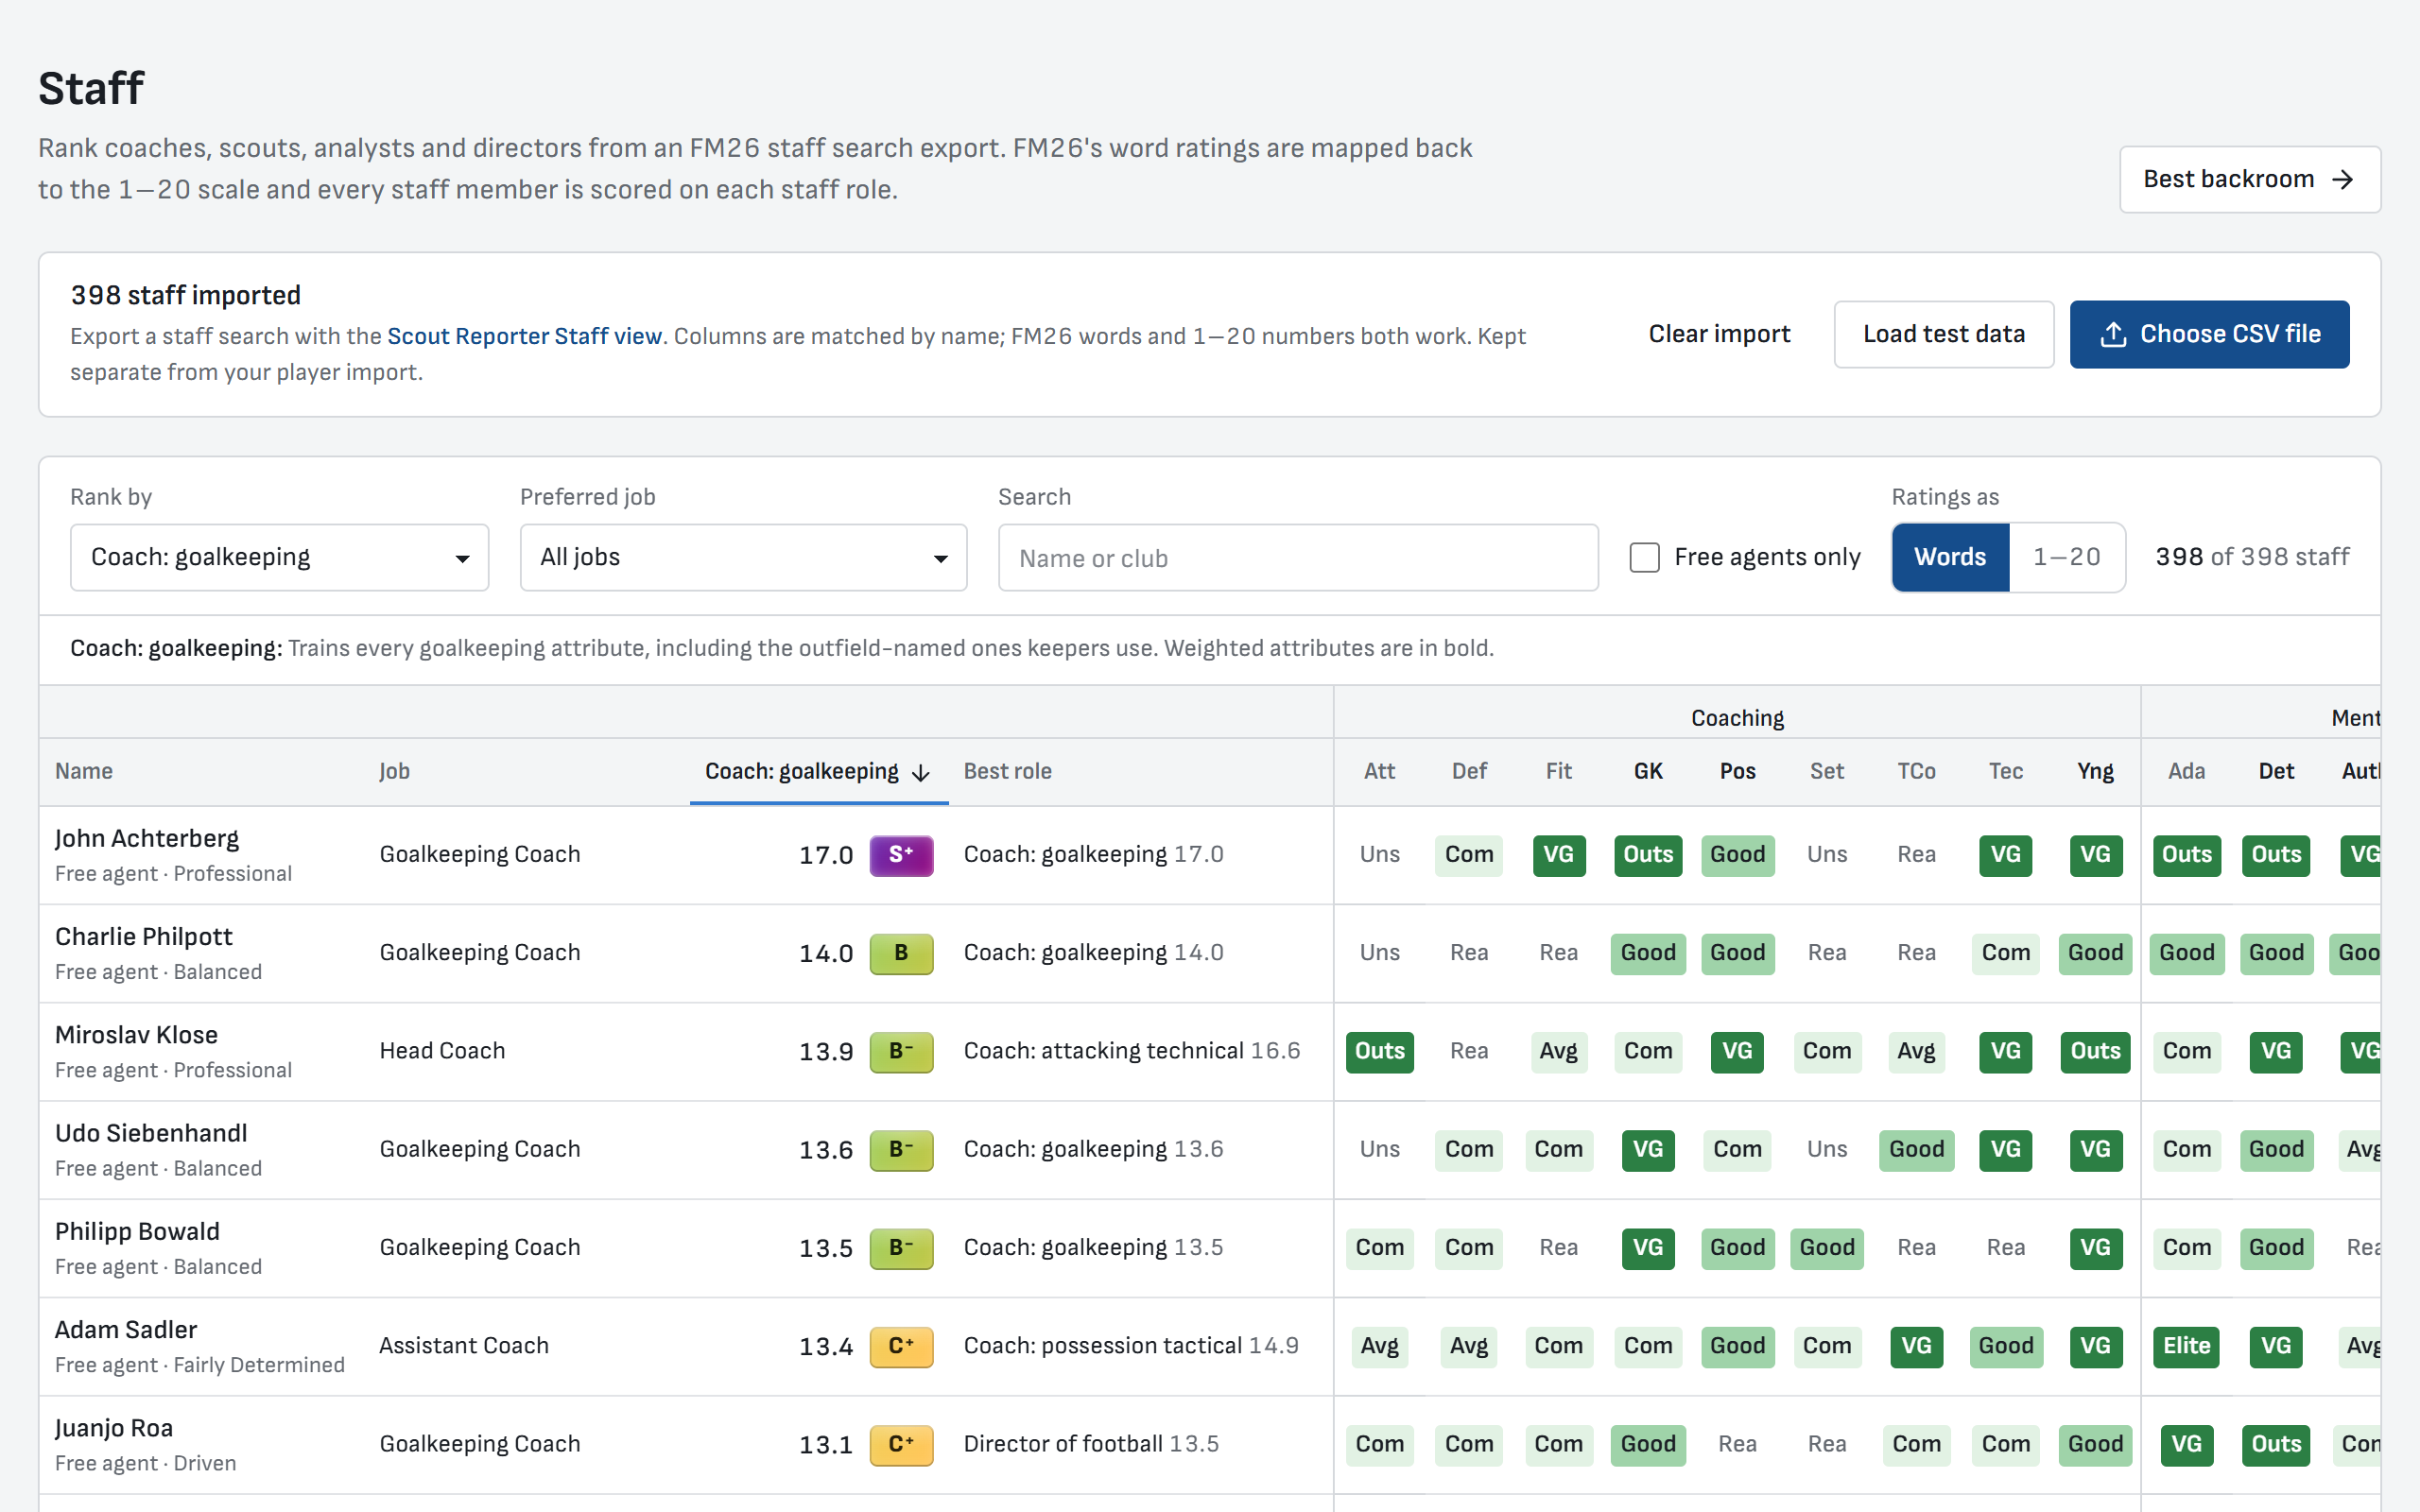 Staff
Rank coaches, scouts, analysts and directors from an FM26 staff search export. FM26's word ratings are mapped back
to the 1–20 scale and every staff member is scored on each staff role.
Best backroom →
398 staff imported
Export a staff search with the Scout Reporter Staff view. Columns are matched by name; FM26 words and 1–20 numbers both work. Kept
separate from your player import.
Clear import Load test data Choose CSV file
Rank by Preferred job Search Ratings as
Coach: goalkeeping All jobs Name or club Free agents only Words 1–20 398 of 398 staff
Coach: goalkeeping: Trains every goalkeeping attribute, including the outfield-named ones keepers use. Weighted attributes are in bold.
Coaching Ment
Name Job Coach: goalkeeping ↓ Best role Att Def Fit GK Pos Set TCo Tec Yng Ada Det Auth
John Achterberg
Free agent · Professional
Goalkeeping Coach 17.0 S+ Coach: goalkeeping 17.0 Uns Com VG Outs Good Uns Rea VG VG Outs Outs VG
Charlie Philpott
Free agent · Balanced
Goalkeeping Coach 14.0 B Coach: goalkeeping 14.0 Uns Rea Rea Good Good Rea Rea Com Good Good Good Goo
Miroslav Klose
Free agent · Professional
Head Coach 13.9 B- Coach: attacking technical 16.6 Outs Rea Avg Com VG Com Avg VG Outs Com VG VG
Udo Siebenhandl
Free agent · Balanced
Goalkeeping Coach 13.6 B- Coach: goalkeeping 13.6 Uns Com Com VG Com Uns Good VG VG Com Good Avg
Philipp Bowald
Free agent · Balanced
Goalkeeping Coach 13.5 B- Coach: goalkeeping 13.5 Com Com Rea VG Good Good Rea Rea VG Com Good Rea
Adam Sadler
Free agent · Fairly Determined
Assistant Coach 13.4 C+ Coach: possession tactical 14.9 Avg Avg Com Com Good Com VG Good VG Elite VG Avg
Juanjo Roa
Free agent · Driven
Goalkeeping Coach 13.1 C+ Director of football 13.5 Com Com Com Good Rea Rea Com Com Good VG Outs Com